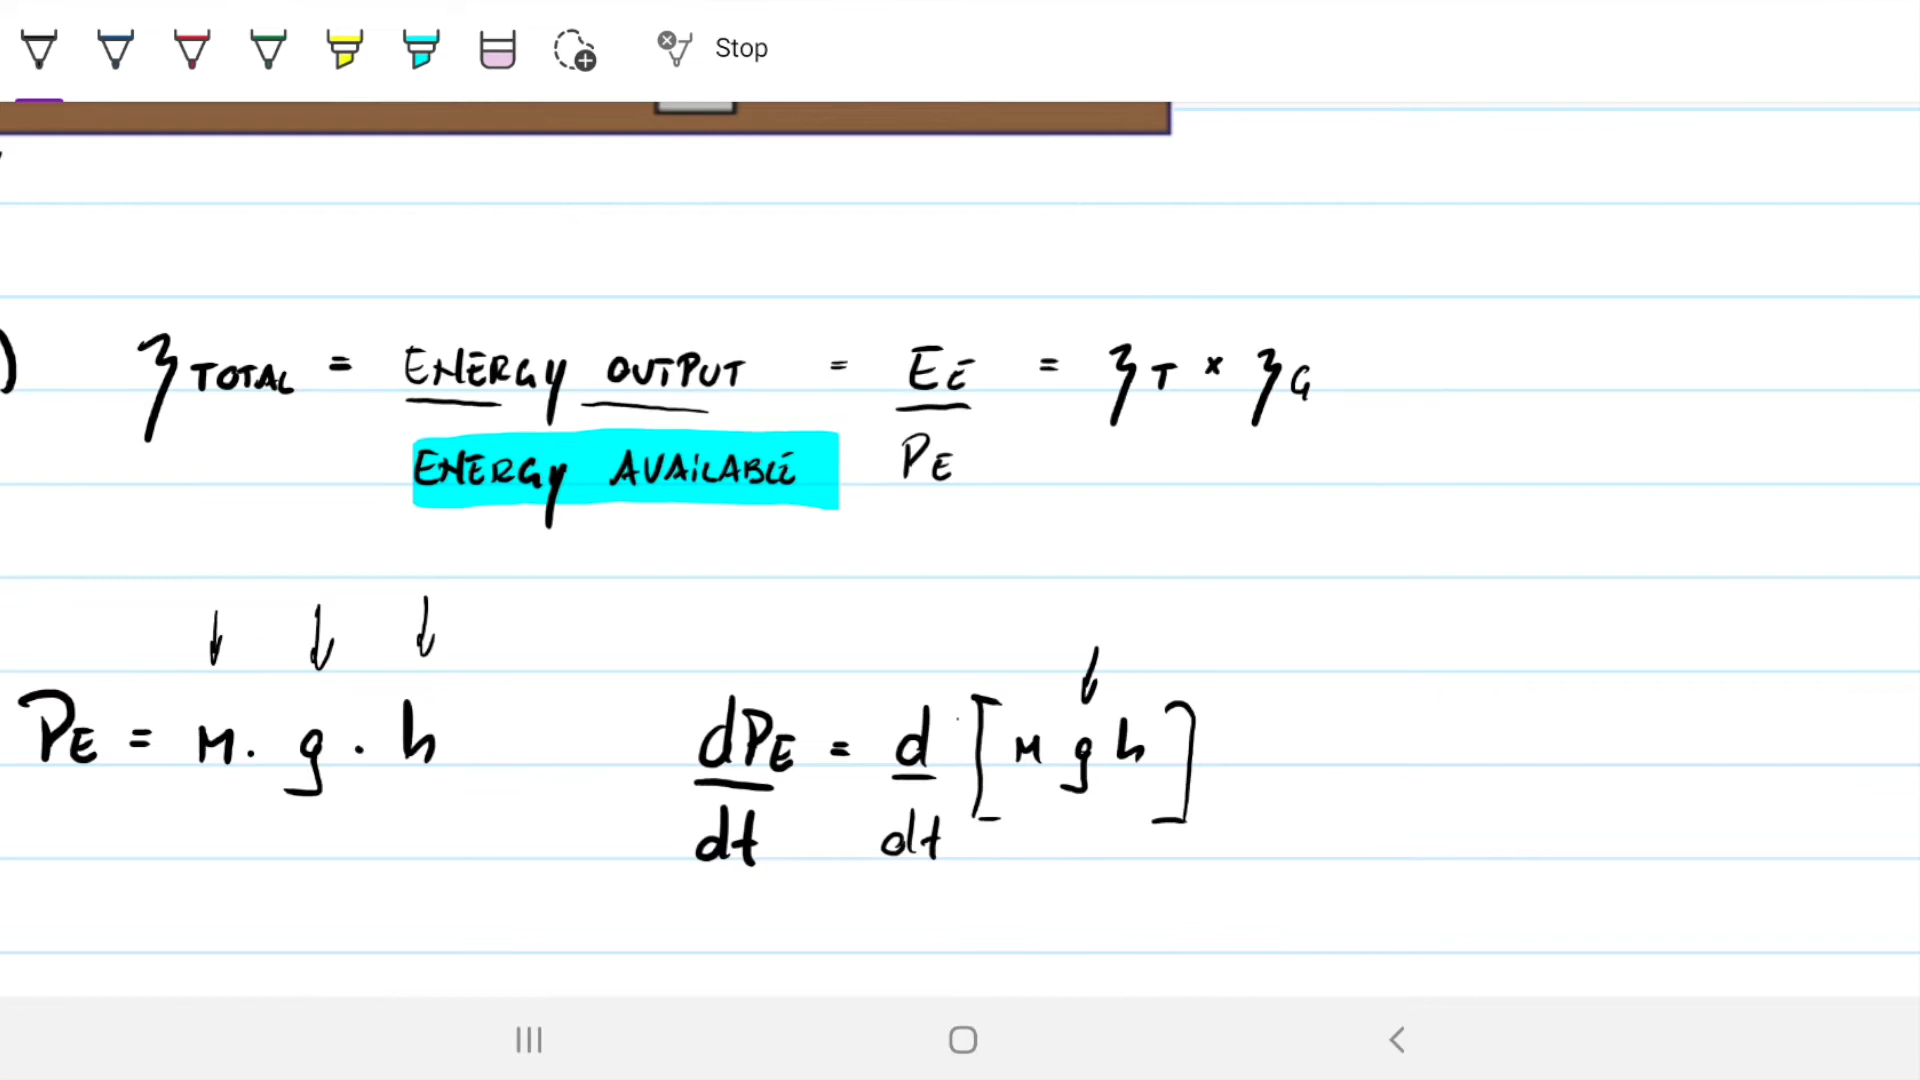 Stop
) η TOTAL = ENERGY OUTPUT / ENERGY AVAILABLE = EE / PE = ηT × ηG
PE = M . g . h
dPE / dt = d / dt [M g h]